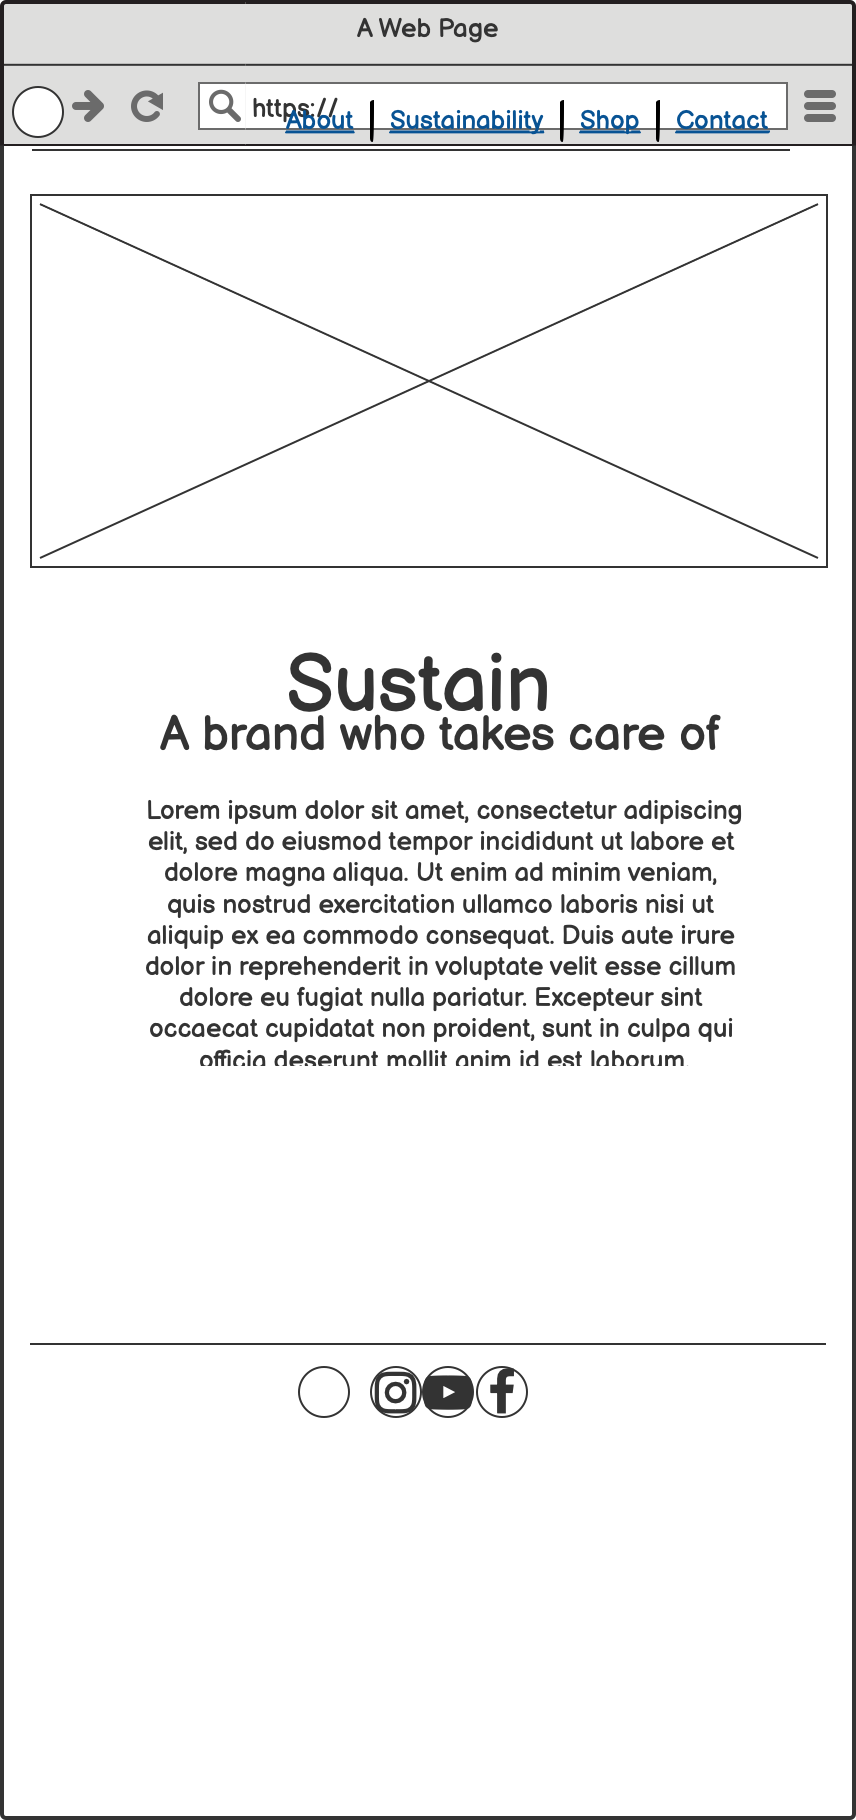 A Web Page
https://
About | Sustainability | Shop | Contact
Sustain
A brand who takes care of
Lorem ipsum dolor sit amet, consectetur adipiscing
elit, sed do eiusmod tempor incididunt ut labore et
dolore magna aliqua. Ut enim ad minim veniam,
quis nostrud exercitation ullamco laboris nisi ut
aliquip ex ea commodo consequat. Duis aute irure
dolor in reprehenderit in voluptate velit esse cillum
dolore eu fugiat nulla pariatur. Excepteur sint
occaecat cupidatat non proident, sunt in culpa qui
officia deserunt mollit anim id est laborum.